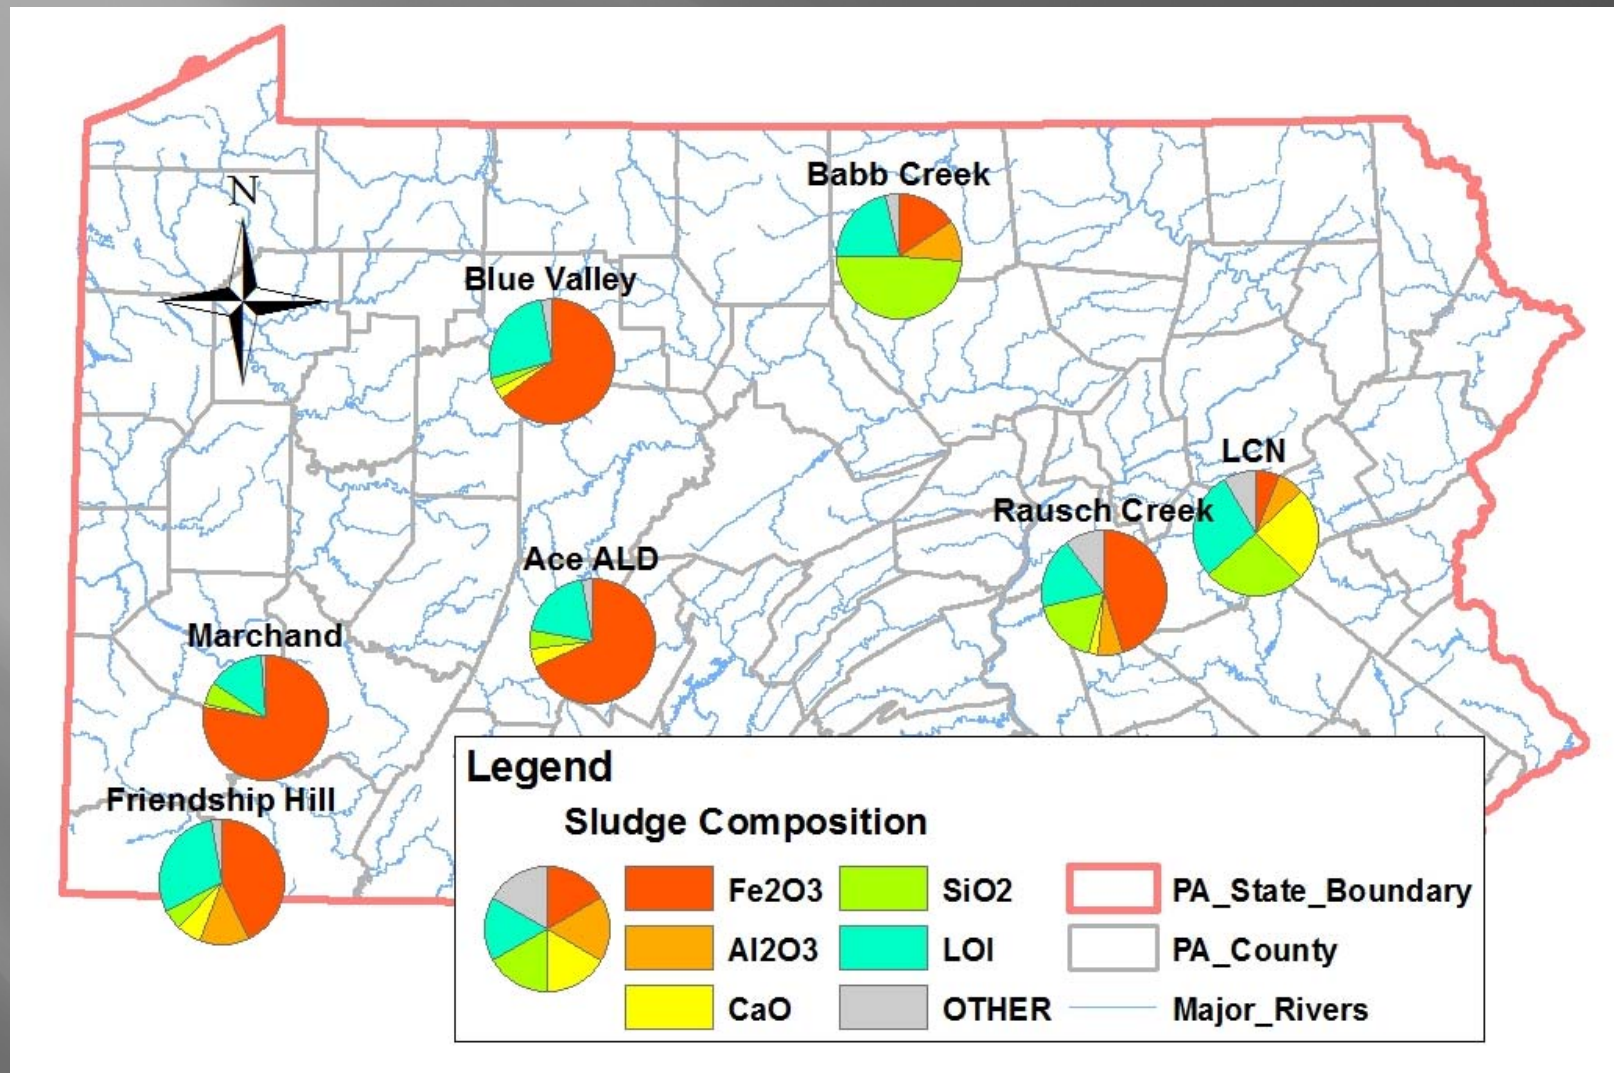 N
Babb Creek
Blue Valley
LCN
Rausch Creek
Ace ALD
Marchand
Friendship Hill
Legend
Sludge Composition
Fe2O3
SiO2
PA_State_Boundary
Al2O3
LOI
PA_County
CaO
OTHER
Major_Rivers